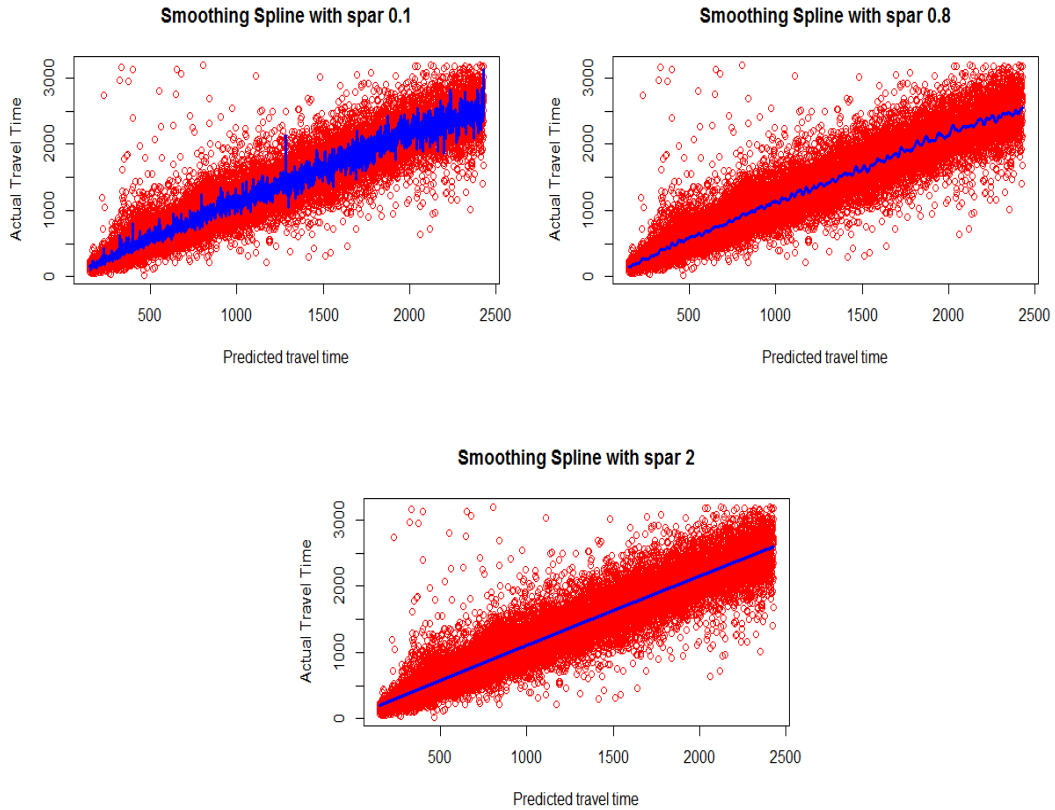 Smoothing Spline with spar 0.1
Actual Travel Time
0 1000 2000 3000
500 1000 1500 2000 2500
Predicted travel time
Smoothing Spline with spar 0.8
Actual Travel Time
0 1000 2000 3000
500 1000 1500 2000 2500
Predicted travel time
Smoothing Spline with spar 2
Actual Travel Time
0 1000 2000 3000
500 1000 1500 2000 2500
Predicted travel time